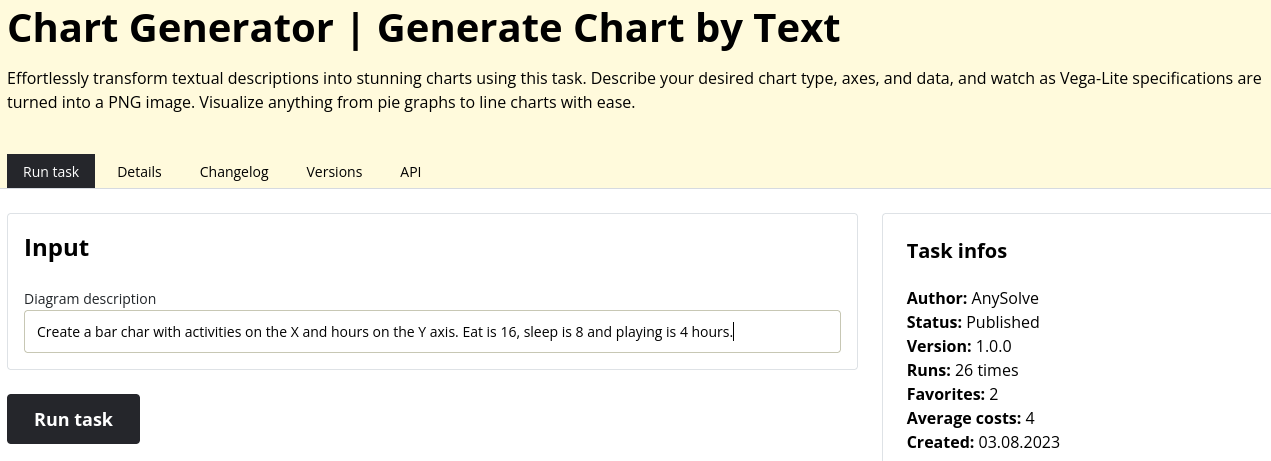 Chart Generator | Generate Chart by Text
Effortlessly transform textual descriptions into stunning charts using this task. Describe your desired chart type, axes, and data, and watch as Vega-Lite specifications are
turned into a PNG image. Visualize anything from pie graphs to line charts with ease.
Run task Details Changelog Versions API
Input
Diagram description
Create a bar char with activities on the X and hours on the Y axis. Eat is 16, sleep is 8 and playing is 4 hours.
Run task
Task infos
Author: AnySolve
Status: Published
Version: 1.0.0
Runs: 26 times
Favorites: 2
Average costs: 4
Created: 03.08.2023